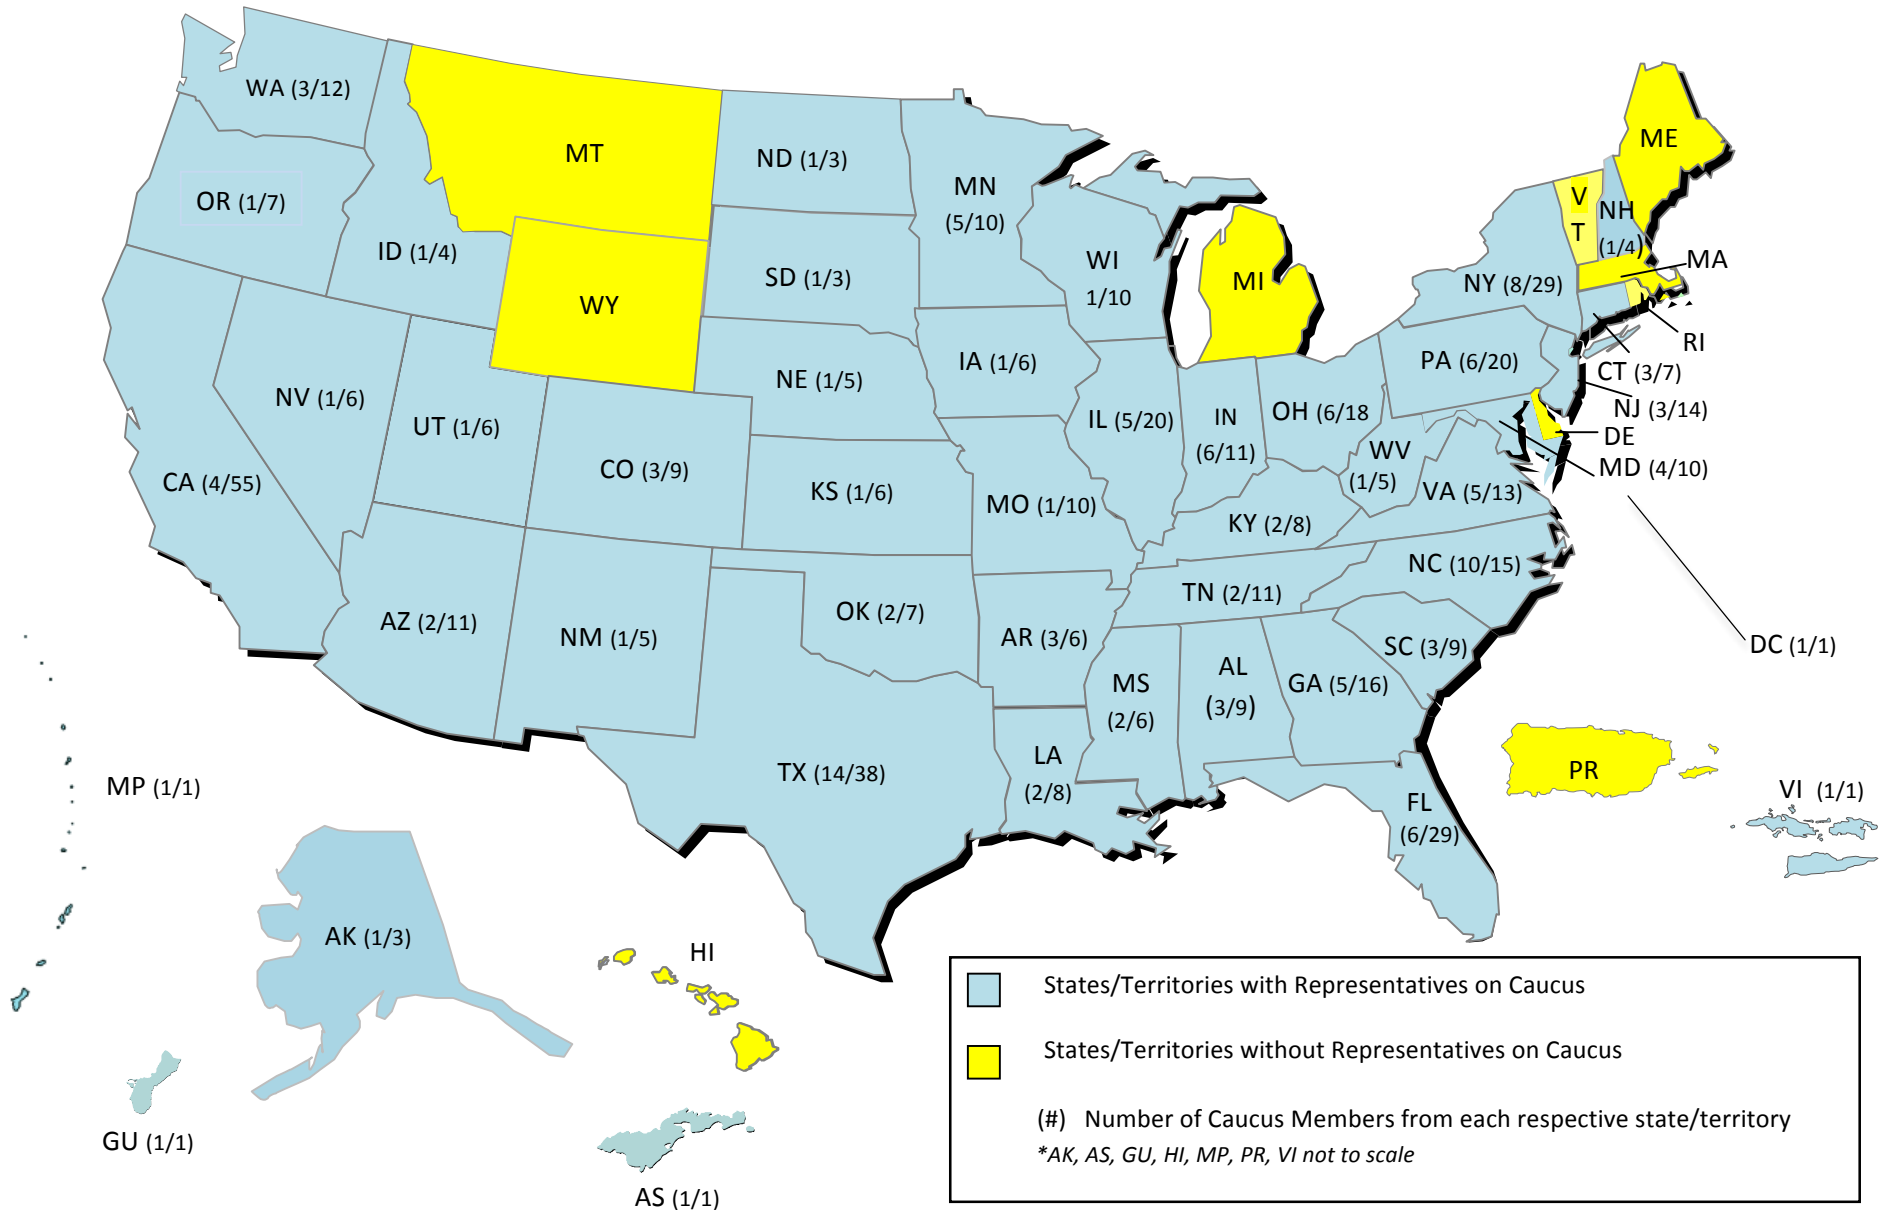 WA (3/12)
MT
ND (1/3)
MN
(5/10)
ME
OR (1/7)
ID (1/4)
SD (1/3)
WI
1/10
MI
V
T
NH
(1/4)
MA
NY (8/29)
WY
RI
NV (1/6)
UT (1/6)
NE (1/5)
IA (1/6)
PA (6/20)
CT (3/7)
NJ (3/14)
DE
MD (4/10)
CA (4/55)
CO (3/9)
KS (1/6)
MO (1/10)
IL (5/20)
IN
(6/11)
OH (6/18
WV
(1/5)
VA (5/13)
KY (2/8)
NC (10/15)
TN (2/11)
AZ (2/11)
NM (1/5)
OK (2/7)
AR (3/6)
SC (3/9)
DC (1/1)
MS
(2/6)
AL
(3/9)
GA (5/16)
TX (14/38)
LA
(2/8)
FL
(6/29)
PR
VI (1/1)
MP (1/1)
AK (1/3)
HI
GU (1/1)
AS (1/1)
States/Territories with Representatives on Caucus
States/Territories without Representatives on Caucus
(#) Number of Caucus Members from each respective state/territory
*AK, AS, GU, HI, MP, PR, VI not to scale